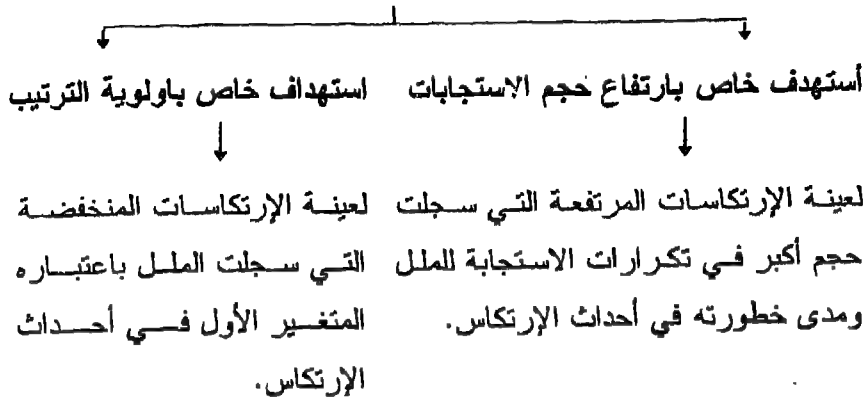 أستهدف خاص بارتفاع حجم الاستجابات
لعينة الإرتكاسات المرتفعة التي سجلت
حجم أكبر في تكرارات الاستجابة للملل
ومدى خطورته في أحداث الإرتكاس.
استهداف خاص باولوية الترتيب
لعينة الإرتكاسات المنخفضة
التي سجلت الملل باعتباره
المتغير الأول في أحداث
الإرتكاس.